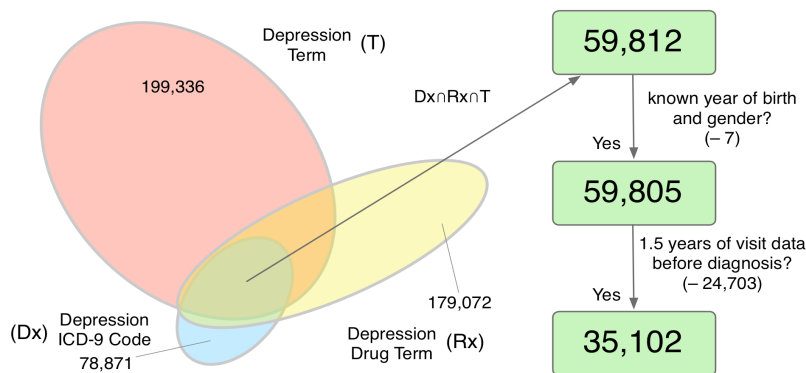 Depression
Term
(T)
199,336
Dx∩Rx∩T
59,812
known year of birth
and gender?
(– 7)
Yes
59,805
1.5 years of visit data
before diagnosis?
(– 24,703)
Yes
35,102
179,072
Depression
Drug Term
(Rx)
(Dx)
Depression
ICD-9 Code
78,871